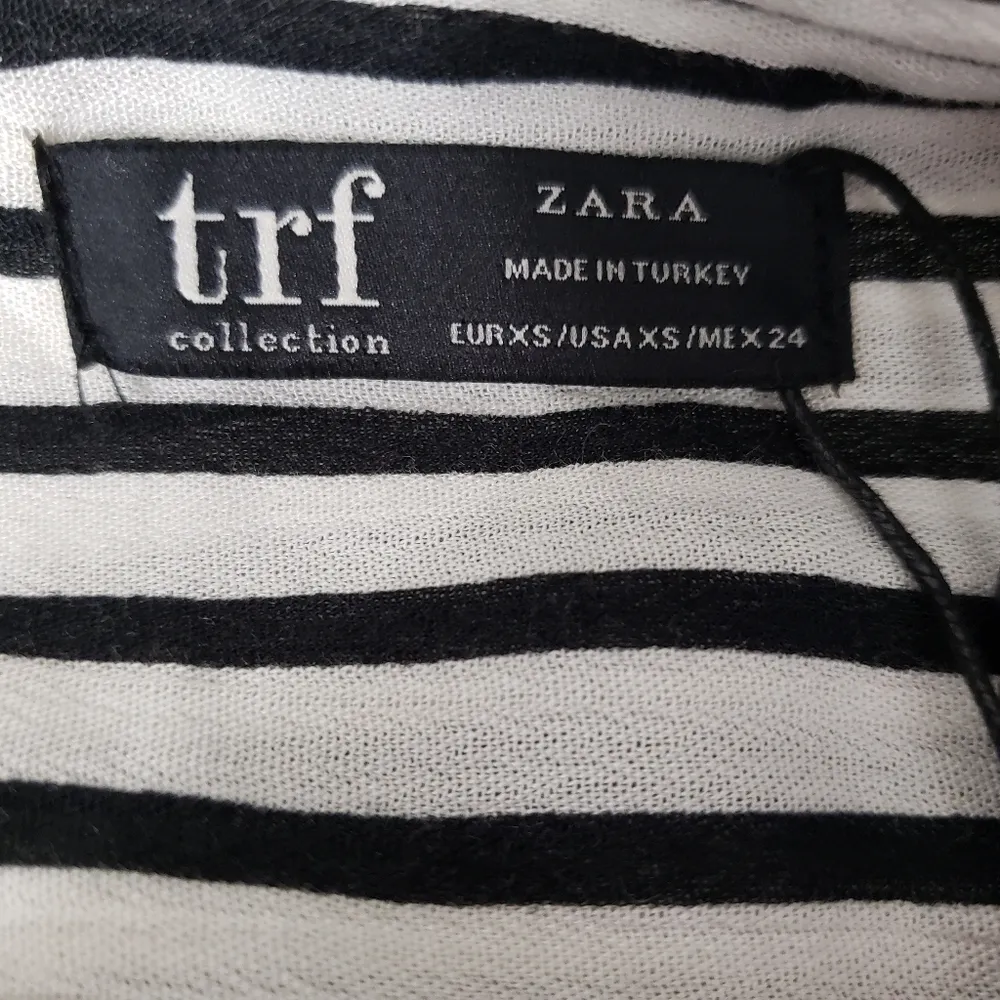 trf
collection
ZARA
MADE IN TURKEY
EUR XS / USA XS / MEX 24